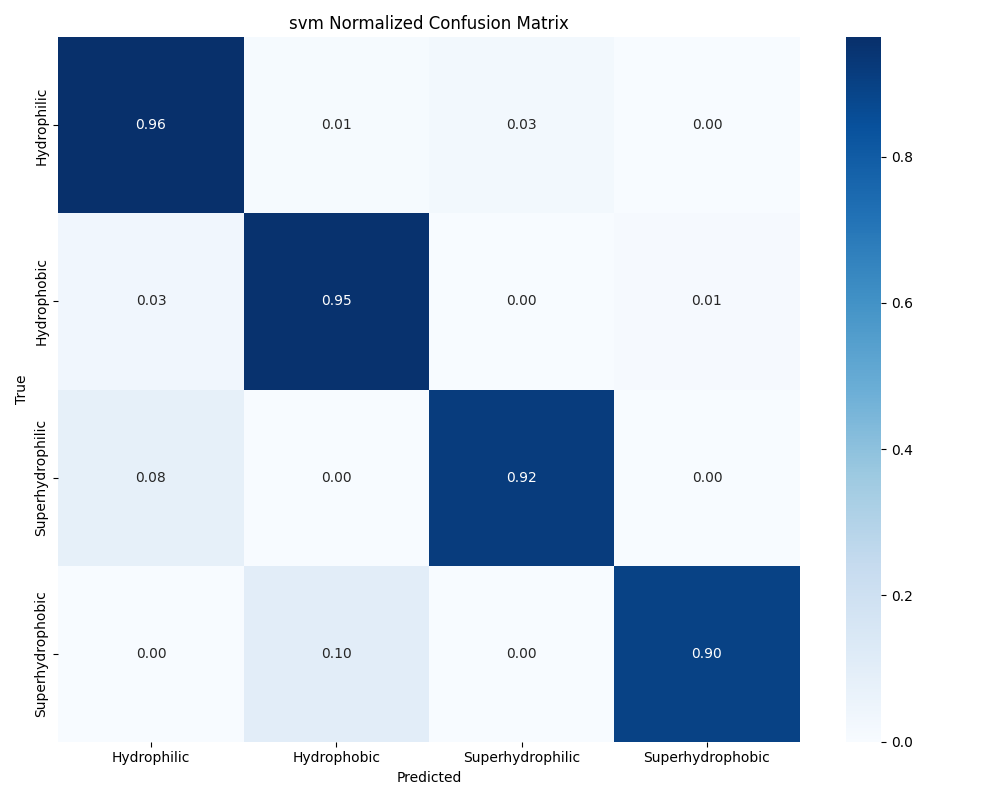 svm Normalized Confusion Matrix
True
Hydrophilic
0.96
0.01
0.03
0.00
Hydrophobic
0.03
0.95
0.00
0.01
Superhydrophilic
0.08
0.00
0.92
0.00
Superhydrophobic
0.00
0.10
0.00
0.90
Hydrophilic
Hydrophobic
Superhydrophilic
Superhydrophobic
Predicted
0.8
0.6
0.4
0.2
0.0